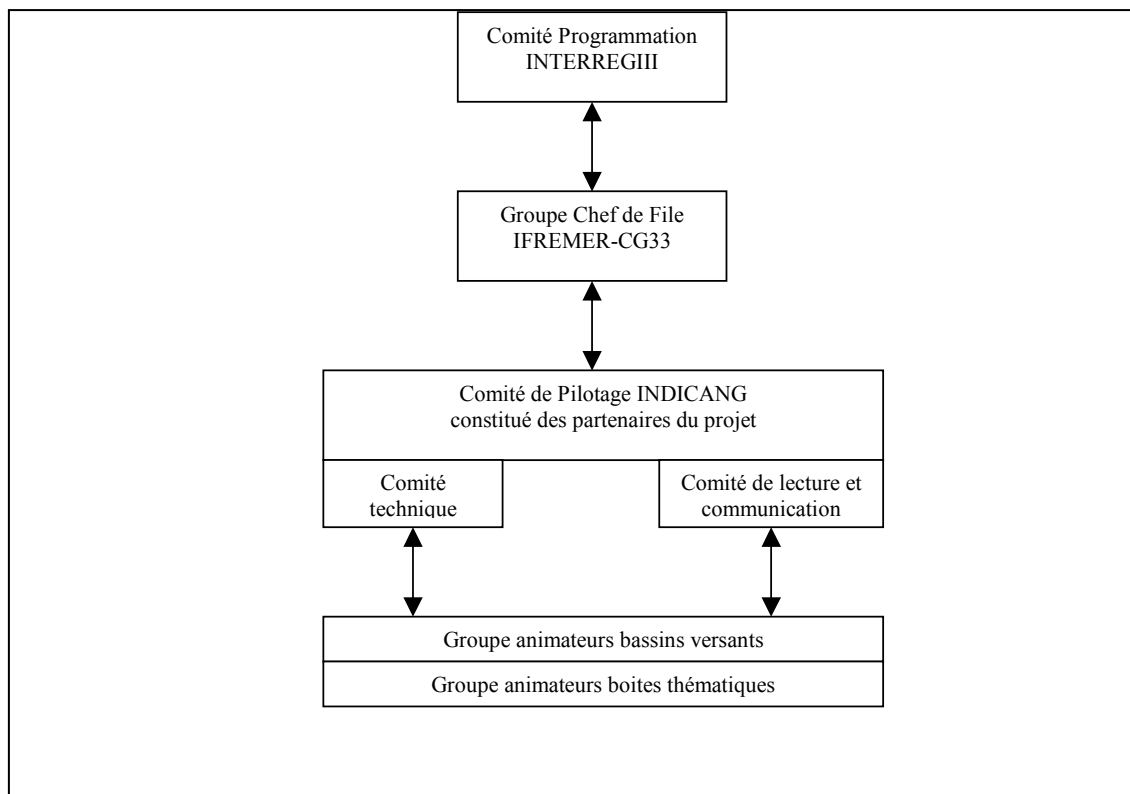 Comité Programmation
INTERREGIII
Groupe Chef de File
IFREMER-CG33
Comité de Pilotage INDICANG
constitué des partenaires du projet
Comité
technique
Comité de lecture et
communication
Groupe animateurs bassins versants
Groupe animateurs boites thématiques